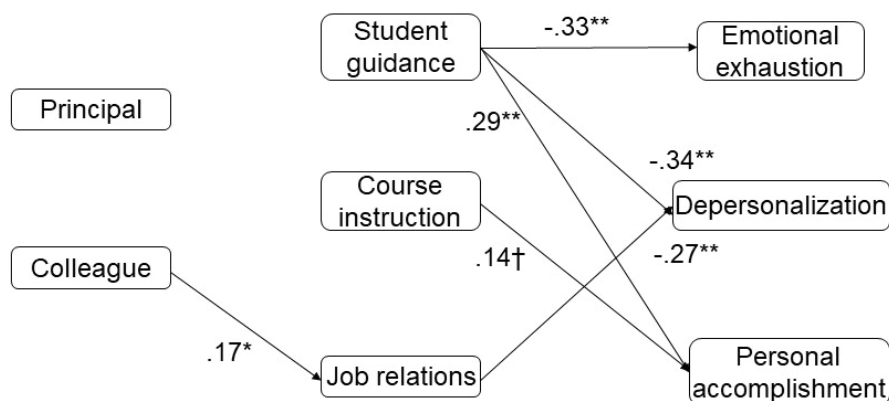 Student
guidance
-.33**
Emotional
exhaustion
Principal
.29**
-.34**
Course
instruction
Depersonalization
.14†
-.27**
Colleague
.17*
Job relations
Personal
accomplishment